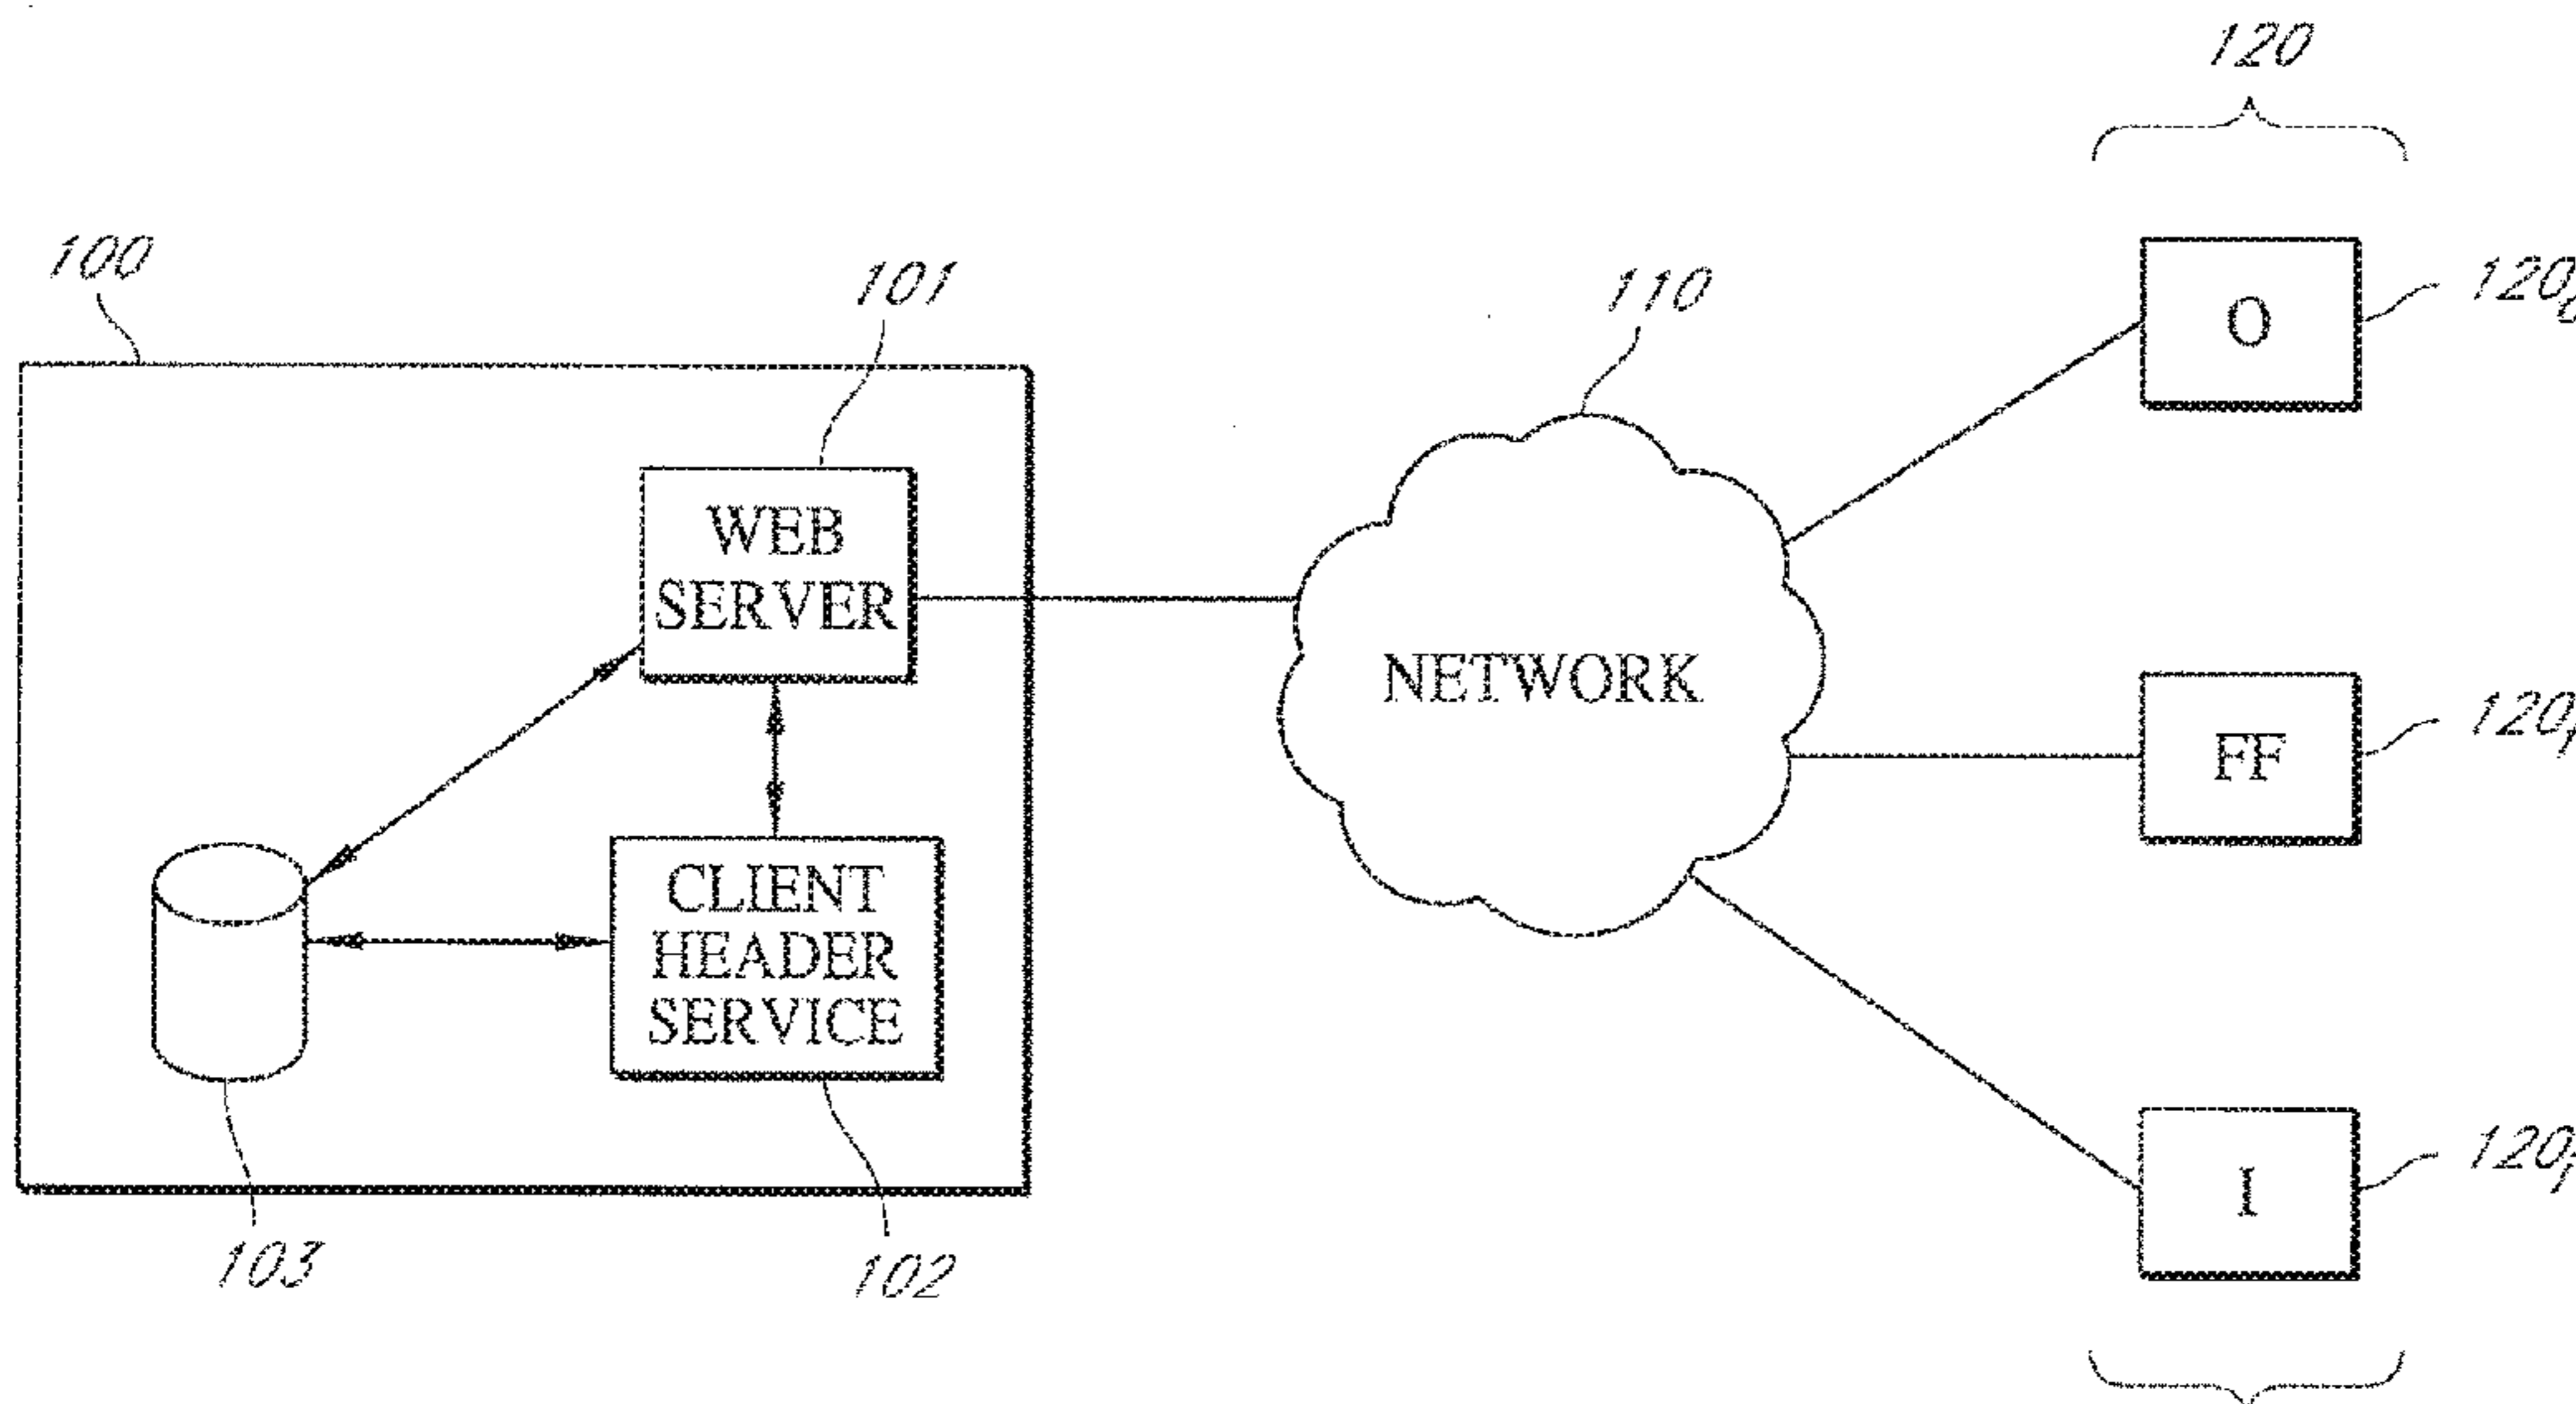 120
100
101
110
O
WEB
SERVER
NETWORK
FF
CLIENT
HEADER
SERVICE
I
103
102